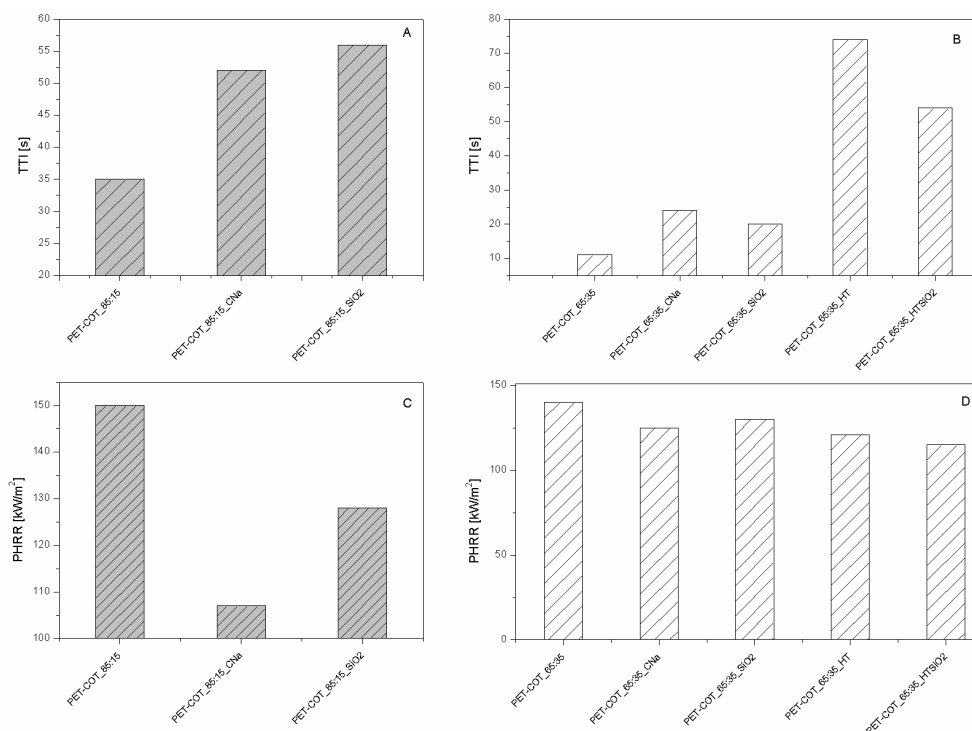 A
TTI [s]
60
55
50
45
40
35
30
25
20
PET-COT_85:15
PET-COT_85:15_CNa
PET-COT_85:15_SiO2
B
TTI [s]
80
70
60
50
40
30
20
10
PET-COT_65:35
PET-COT_65:35_CNa
PET-COT_65:35_SiO2
PET-COT_65:35_HT
PET-COT_65:35_HTSiO2
C
PHRR [kW/m²]
150
140
130
120
110
100
PET-COT_85:15
PET-COT_85:15_CNa
PET-COT_85:15_SiO2
D
PHRR [kW/m²]
150
100
50
0
PET-COT_65:35
PET-COT_65:35_CNa
PET-COT_65:35_SiO2
PET-COT_65:35_HT
PET-COT_65:35_HTSiO2